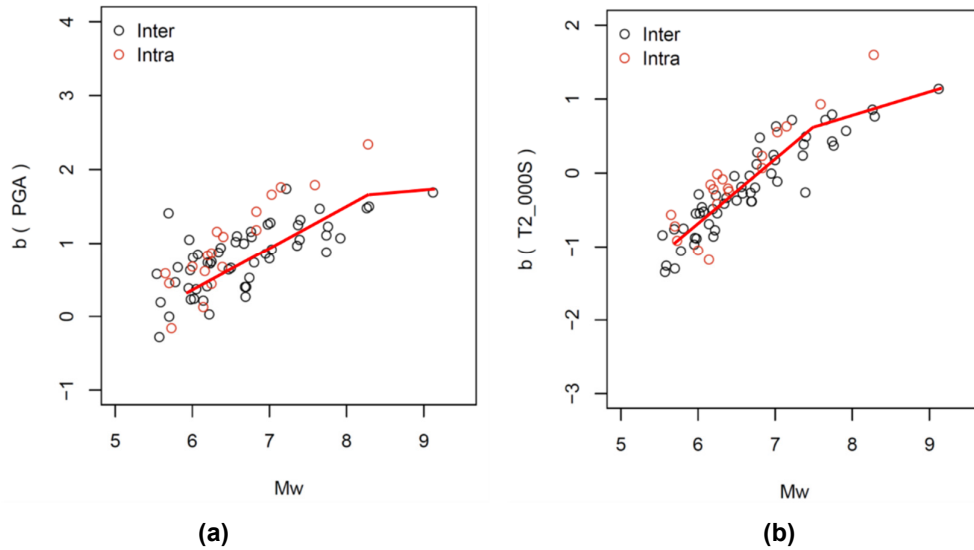 Inter
Intra
b ( PGA )
4
3
2
1
0
−1
5 6 7 8 9
Mw
(a)
Inter
Intra
b ( T2_000S )
2
1
0
−1
−2
−3
5 6 7 8 9
Mw
(b)